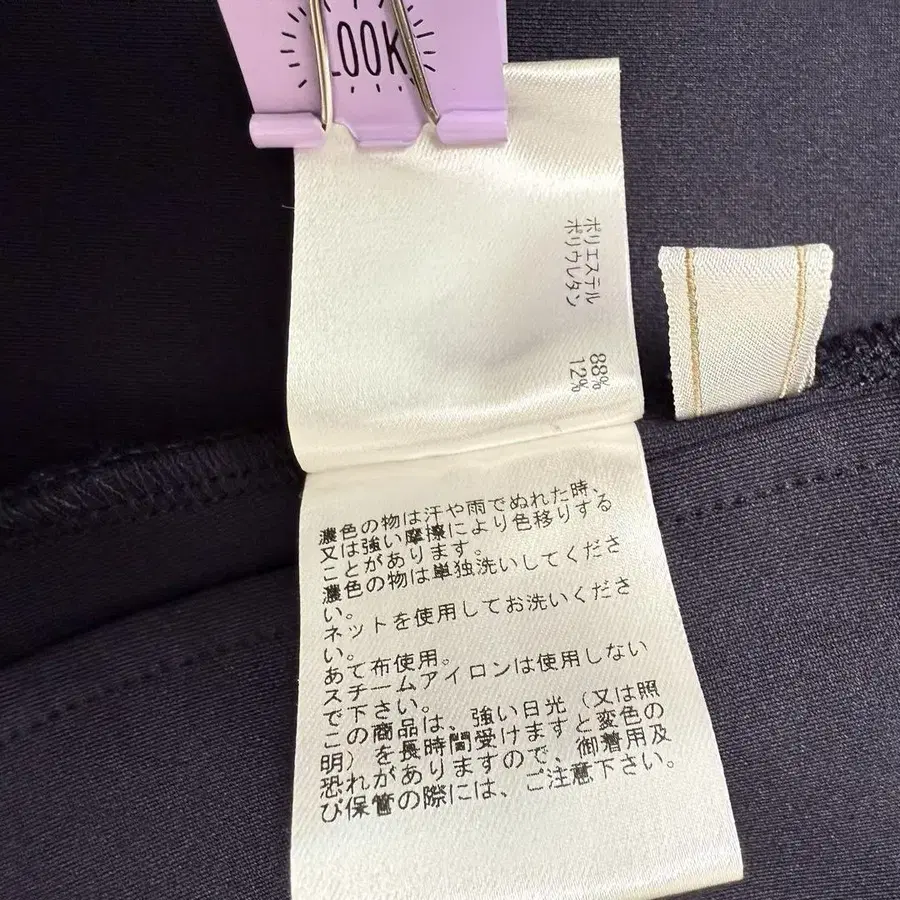 LOOK
ポリエステル 88%
ポリウレタン 12%
濃色の物は汗や雨でぬれた時、
又は強い摩擦により色移りする
ことがあります。
濃色の物は単独洗いしてくださ
い。
ネットを使用してお洗いくださ
い。
あて布使用。
スチームアイロンは使用しない
で下さい。
この商品は、強い日光（又は照
明）を長時間受けますと変色の
恐れがありますので、御着用及
び保管の際には、ご注意下さい。